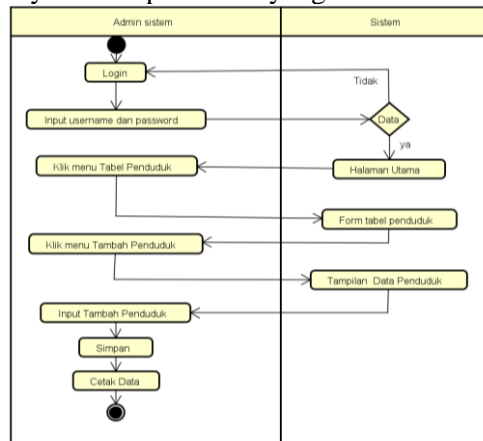 Admin sistem
Sistem
Login
Tidak
Input username dan password
Data
ya
Klik menu Tabel Penduduk
Halaman Utama
Form tabel penduduk
Klik menu Tambah Penduduk
Tampilan Data Penduduk
Input Tambah Penduduk
Simpan
Cetak Data